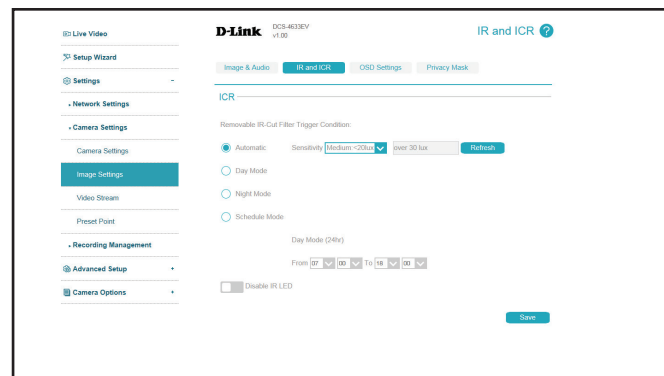 Live Video
Setup Wizard
Settings -
Network Settings
Camera Settings
Camera Settings
Image Settings
Video Stream
Preset Point
Recording Management
Advanced Setup +
Camera Options +
D-Link DCS-4633EV
v1.00
IR and ICR ?
Image & Audio IR and ICR OSD Settings Privacy Mask
ICR
Removable IR-Cut Filter Trigger Condition:
Automatic Sensitivity Medium:<20lux over 30 lux Refresh
Day Mode
Night Mode
Schedule Mode
Day Mode (24hr)
From 07 00 To 18 00
Disable IR LED
Save